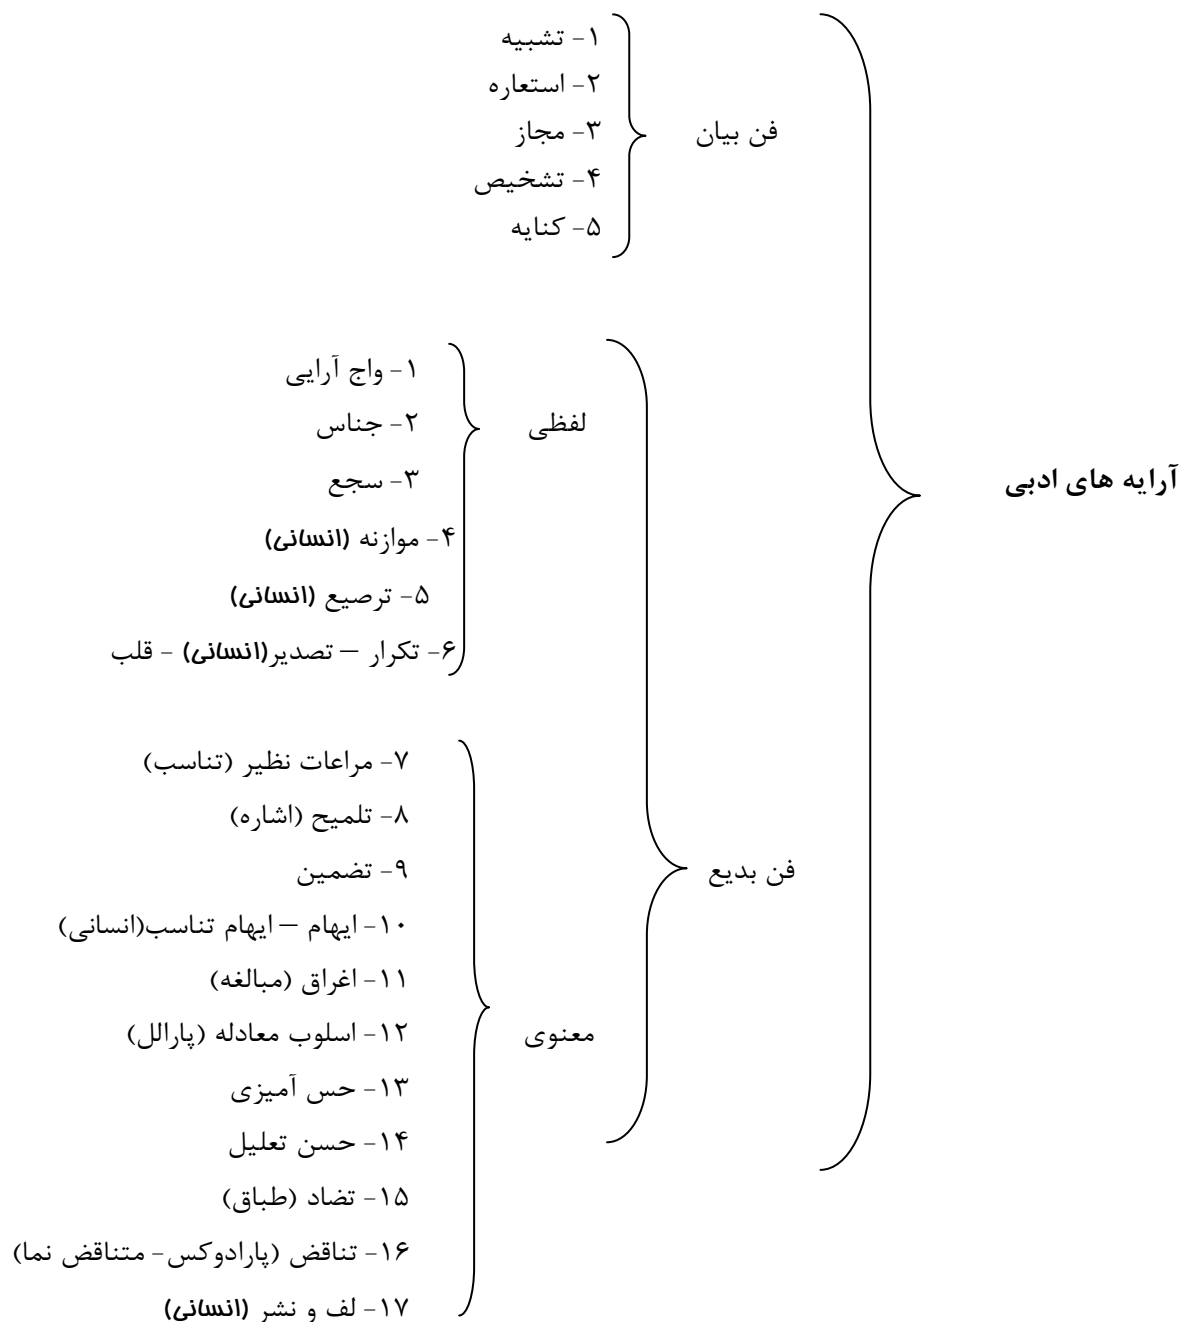 آرایه های ادبی
فن بیان
۱- تشبیه
۲- استعاره
۳- مجاز
۴- تشخیص
۵- کنایه
فن بدیع
لفظی
۱- واج آرایی
۲- جناس
۳- سجع
۴- موازنه (انسانی)
۵- ترصیع (انسانی)
۶- تکرار – تصدیر(انسانی) - قلب
معنوی
۷- مراعات نظیر (تناسب)
۸- تلمیح (اشاره)
۹- تضمین
۱۰- ایهام – ایهام تناسب(انسانی)
۱۱- اغراق (مبالغه)
۱۲- اسلوب معادله (پارالل)
۱۳- حس آمیزی
۱۴- حسن تعلیل
۱۵- تضاد (طباق)
۱۶- تناقض (پارادوکس- متناقض نما)
۱۷- لف و نشر (انسانی)